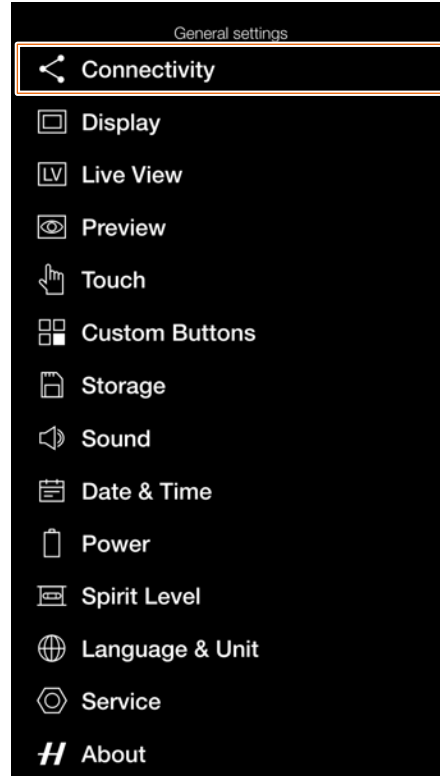 General settings
Connectivity
Display
LV Live View
Preview
Touch
Custom Buttons
Storage
Sound
Date & Time
Power
Spirit Level
Language & Unit
Service
H About